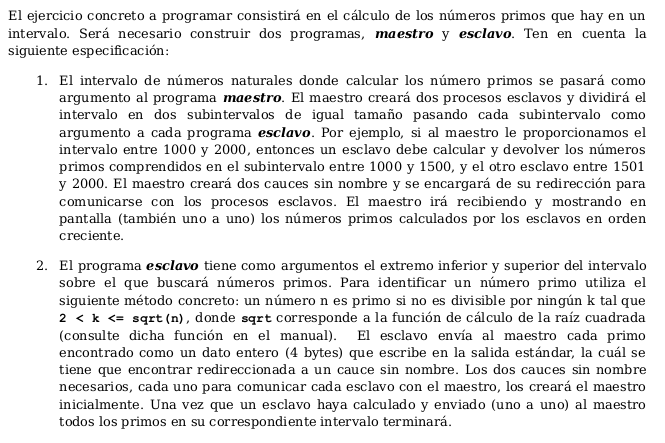 El ejercicio concreto a programar consistirá en el cálculo de los números primos que hay en un
intervalo. Será necesario construir dos programas, maestro y esclavo. Ten en cuenta la
siguiente especificación:
1. El intervalo de números naturales donde calcular los número primos se pasará como
argumento al programa maestro. El maestro creará dos procesos esclavos y dividirá el
intervalo en dos subintervalos de igual tamaño pasando cada subintervalo como
argumento a cada programa esclavo. Por ejemplo, si al maestro le proporcionamos el
intervalo entre 1000 y 2000, entonces un esclavo debe calcular y devolver los números
primos comprendidos en el subintervalo entre 1000 y 1500, y el otro esclavo entre 1501
y 2000. El maestro creará dos cauces sin nombre y se encargará de su redirección para
comunicarse con los procesos esclavos. El maestro irá recibiendo y mostrando en
pantalla (también uno a uno) los números primos calculados por los esclavos en orden
creciente.
2. El programa esclavo tiene como argumentos el extremo inferior y superior del intervalo
sobre el que buscará números primos. Para identificar un número primo utiliza el
siguiente método concreto: un número n es primo si no es divisible por ningún k tal que
2 < k <= sqrt(n), donde sqrt corresponde a la función de cálculo de la raíz cuadrada
(consulte dicha función en el manual). El esclavo envía al maestro cada primo
encontrado como un dato entero (4 bytes) que escribe en la salida estándar, la cuál se
tiene que encontrar redireccionada a un cauce sin nombre. Los dos cauces sin nombre
necesarios, cada uno para comunicar cada esclavo con el maestro, los creará el maestro
inicialmente. Una vez que un esclavo haya calculado y enviado (uno a uno) al maestro
todos los primos en su correspondiente intervalo terminará.